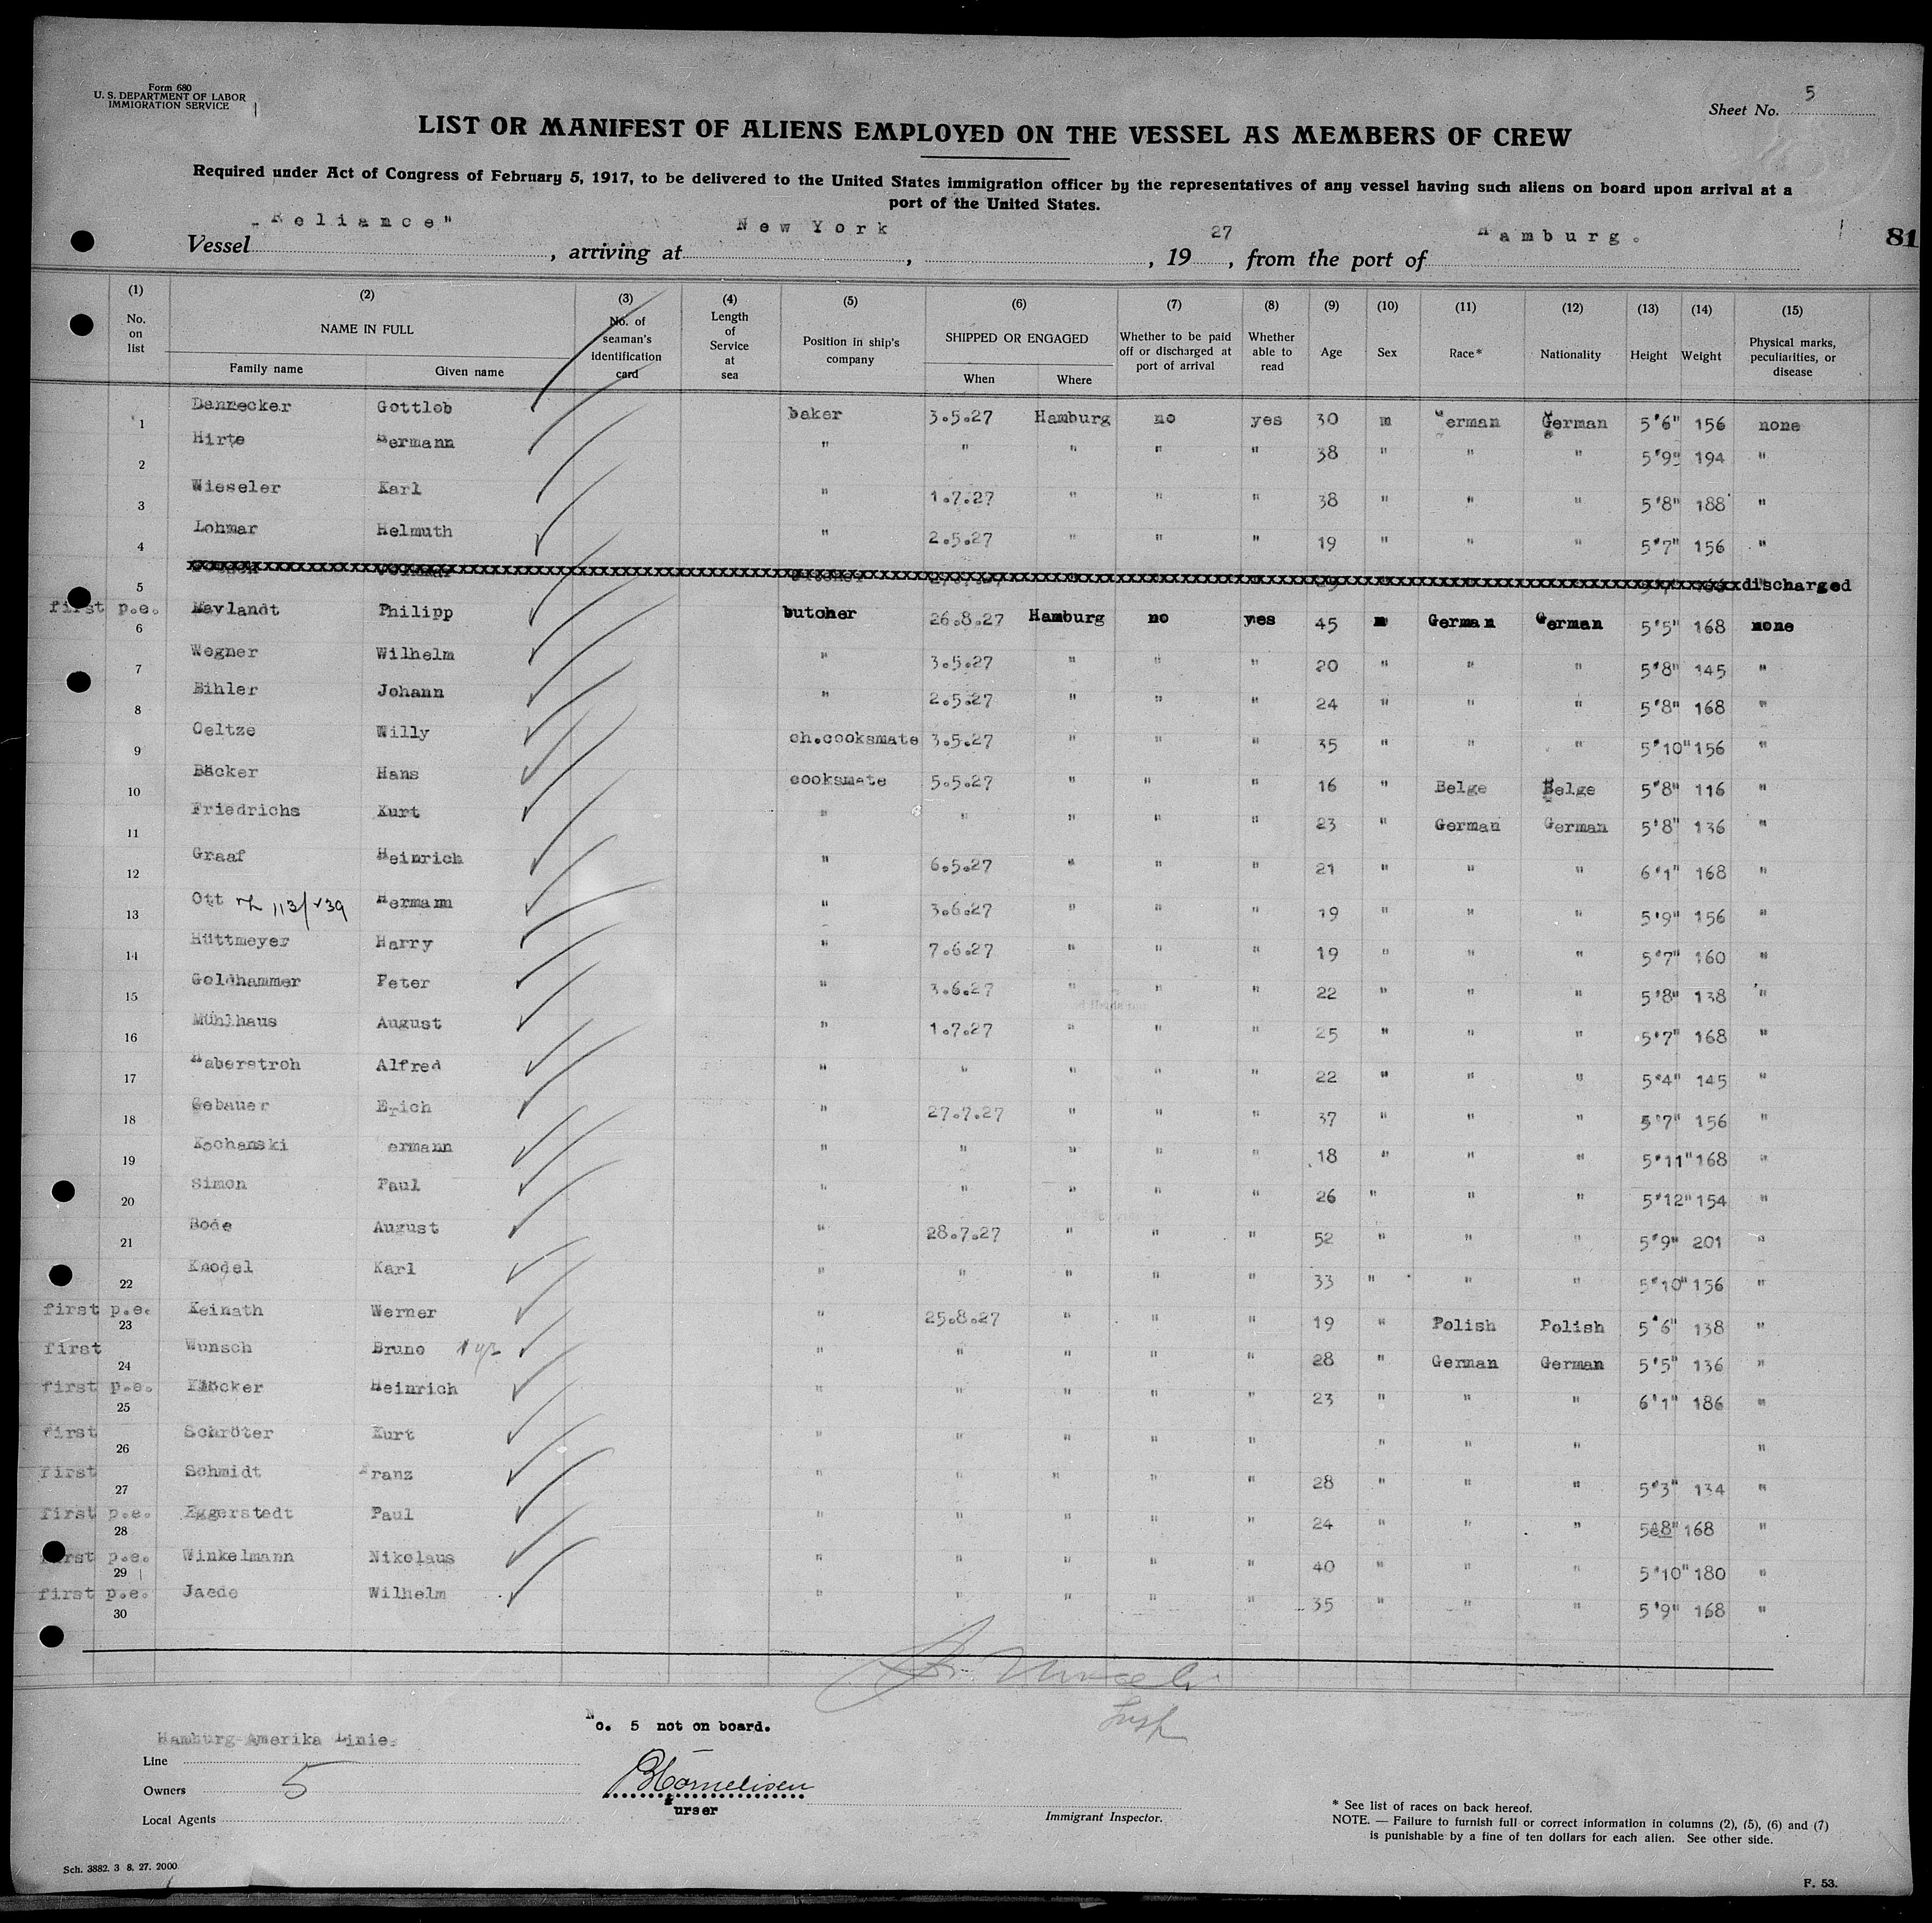 Form 680
U. S. DEPARTMENT OF LABOR
IMMIGRATION SERVICE
Sheet No. 5
LIST OR MANIFEST OF ALIENS EMPLOYED ON THE VESSEL AS MEMBERS OF CREW
Required under Act of Congress of February 5, 1917, to be delivered to the United States immigration officer by the representatives of any vessel having such aliens on board upon arrival at a
port of the United States.
Vessel "Reliance", arriving at New York, 1927, from the port of Hamburg. 81
(1) No. on list (2) NAME IN FULL Family name Given name (3) No. of seaman's identification card (4) Length of Service at sea (5) Position in ship's company (6) SHIPPED OR ENGAGED When Where (7) Whether to be paid off or discharged at port of arrival (8) Whether able to read (9) Age (10) Sex (11) Race* (12) Nationality (13) Height (14) Weight (15) Physical marks, peculiarities, or disease
1 Dannecker Gottlob baker 3.5.27 Hamburg no yes 30 m German German 5'6" 156 none
2 Hirte Hermann " " " " " 38 " " " 5'9" 194 "
3 Wieseler Karl " 1.7.27 " " " 38 " " " 5'8" 188 "
4 Lohmar Helmuth " 2.5.27 " " " 19 " " " 5'7" 156 "
5 discharged
first p.e. 6 Mavlandt Philipp butcher 26.8.27 Hamburg no yes 45 m German German 5'5" 168 none
7 Wegner Wilhelm " 3.5.27 " " " 20 " " " 5'8" 145 "
8 Bihler Johann " 2.5.27 " " " 24 " " " 5'8" 168 "
9 Oeltze Willy ch.cooksmate 3.5.27 " " " 35 " " " 5'10" 156 "
10 Bäcker Hans cooksmate 5.5.27 " " " 16 " Belge Belge 5'8" 116 "
11 Friedrichs Kurt " " " " " 23 " German German 5'8" 136 "
12 Graaf Heinrich " 6.5.27 " " " 21 " " " 6'1" 168 "
13 Ott Hermann " 3.6.27 " " " 19 " " " 5'9" 156 "
14 Hüttmeyer Harry " 7.6.27 " " " 19 " " " 5'7" 160 "
15 Goldhammer Peter " 3.6.27 " " " 22 " " " 5'8" 138 "
16 Mühlhaus August " 1.7.27 " " " 25 " " " 5'7" 168 "
17 Haberstroh Alfred " " " " " 22 " " " 5'4" 145 "
18 Gebauer Erich " 27.7.27 " " " 37 " " " 5'7" 156 "
19 Kochanski ermann " " " " " 18 " " " 5'11" 168 "
20 Simon Paul " " " " " 26 " " " 5'12" 154 "
21 Bode August " 28.7.27 " " " 52 " " " 5'9" 201 "
22 Knodel Karl " " " " " 33 " " " 5'10" 156 "
first p.e. 23 Keinath Werner " 25.8.27 " " " 19 " Polish Polish 5'6" 138 "
first 24 Wunsch Bruno " " " " " 28 " German German 5'5" 136 "
first p.e. 25 Klöcker Heinrich " " " " " 23 " " " 6'1" 186 "
first 26 Schröter Kurt " " " " " " " " "
first 27 Schmidt Franz " " " " " 28 " " " 5'3" 134 "
first p.e. 28 Eggerstedt Paul " " " " " 24 " " " 5'8" 168 "
first p.e. 29 Winkelmann Nikolaus " " " " " 40 " " " 5'10" 180 "
first p.e. 30 Jaede Wilhelm " " " " " 35 " " " 5'9" 168 "
Insp
No. 5 not on board.
Hamburg-Amerika Linie.
Line
Owners 5
Local Agents
Purser
Immigrant Inspector.
* See list of races on back hereof.
NOTE. — Failure to furnish full or correct information in columns (2), (5), (6) and (7)
is punishable by a fine of ten dollars for each alien. See other side.
Sch. 3882. 3 8. 27. 2000
F. 53.